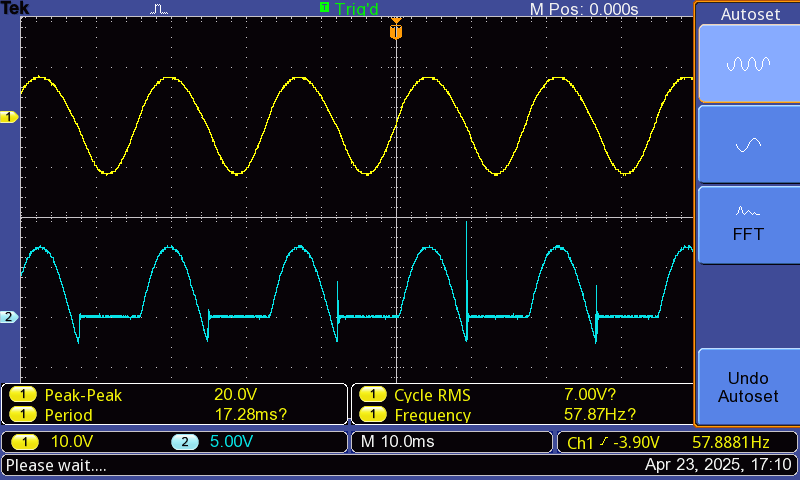 Tek T Trig'd M Pos: 0.000s Autoset
T
1
FFT
2
Undo
Autoset
1 Peak-Peak 20.0V 1 Cycle RMS 7.00V?
1 Period 17.28ms? 1 Frequency 57.87Hz?
1 10.0V 2 5.00V M 10.0ms Ch1 -3.90V 57.8881Hz
Please wait.... Apr 23, 2025, 17:10